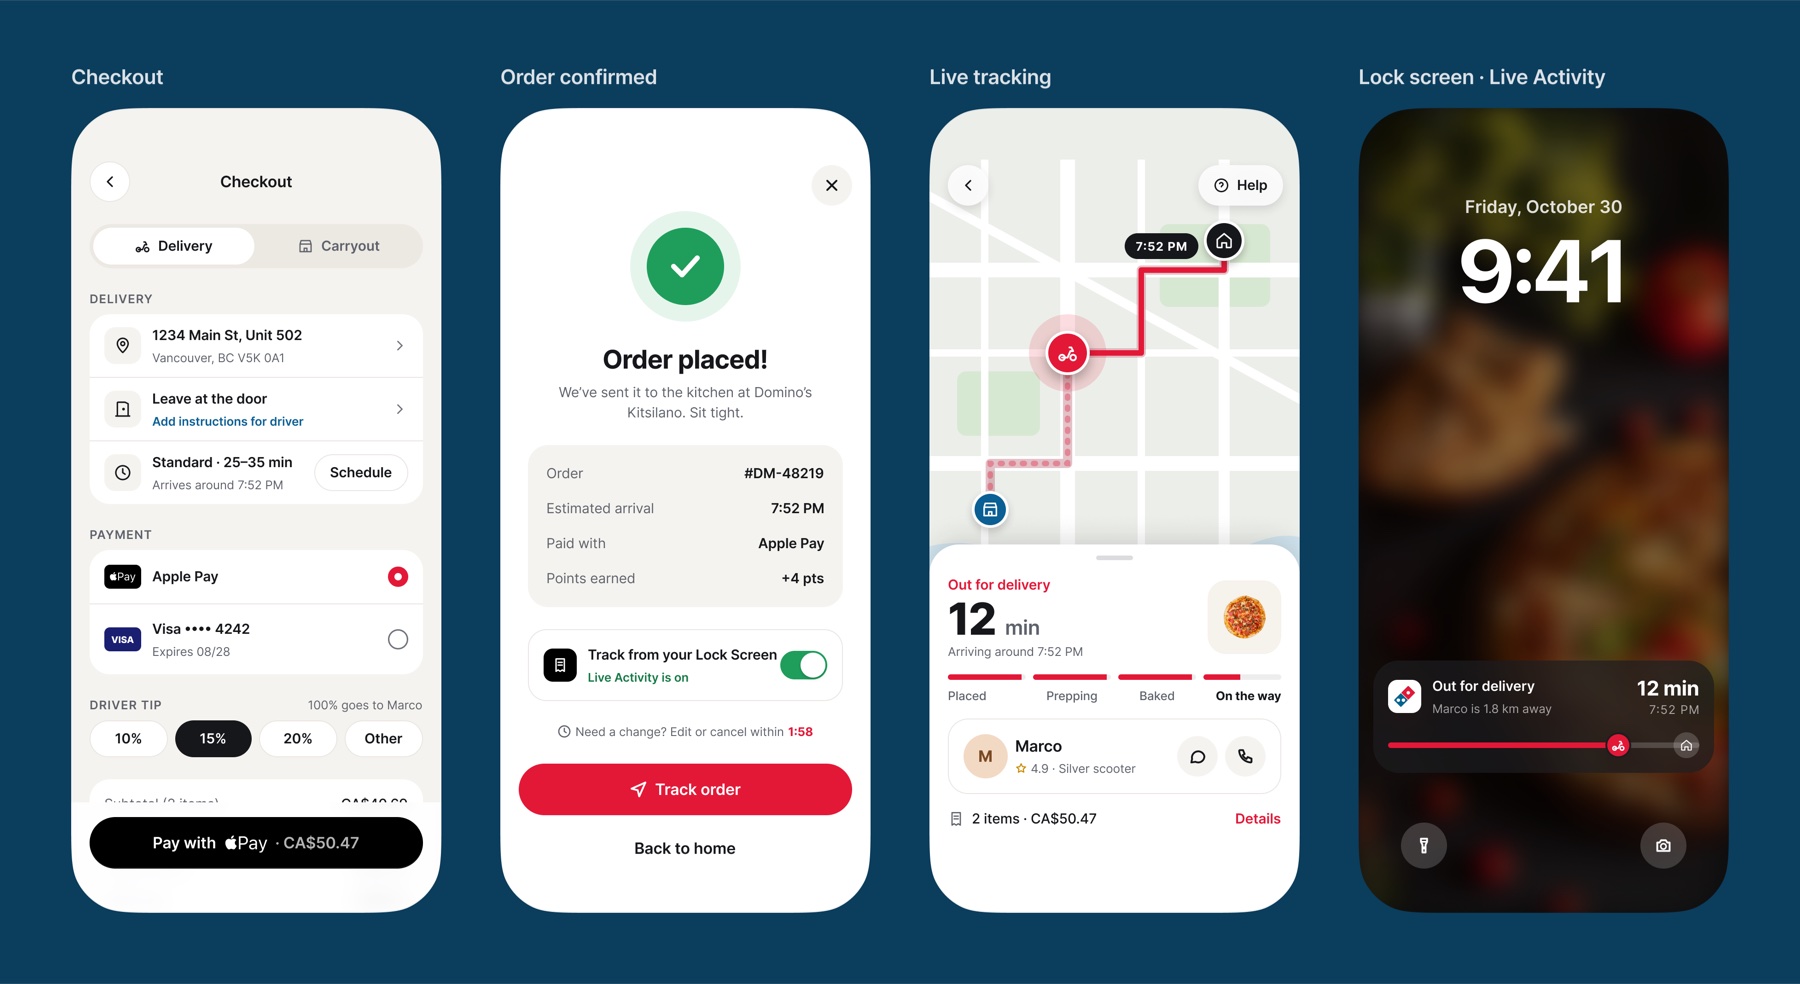 Checkout
Order confirmed
Live tracking
Lock screen · Live Activity
Checkout
Delivery
Carryout
DELIVERY
1234 Main St, Unit 502
Vancouver, BC V5K 0A1
Leave at the door
Add instructions for driver
Standard · 25–35 min
Arrives around 7:52 PM
Schedule
PAYMENT
Pay
Apple Pay
VISA
Visa •••• 4242
Expires 08/28
DRIVER TIP
100% goes to Marco
10%
15%
20%
Other
Subtotal (2 items)
Pay with Pay · CA$50.47
Order placed!
We've sent it to the kitchen at Domino's
Kitsilano. Sit tight.
Order
#DM-48219
Estimated arrival
7:52 PM
Paid with
Apple Pay
Points earned
+4 pts
Track from your Lock Screen
Live Activity is on
Need a change? Edit or cancel within 1:58
Track order
Back to home
Help
7:52 PM
Out for delivery
12 min
Arriving around 7:52 PM
Placed
Prepping
Baked
On the way
M
Marco
4.9 · Silver scooter
2 items · CA$50.47
Details
Friday, October 30
9:41
Out for delivery
Marco is 1.8 km away
12 min
7:52 PM